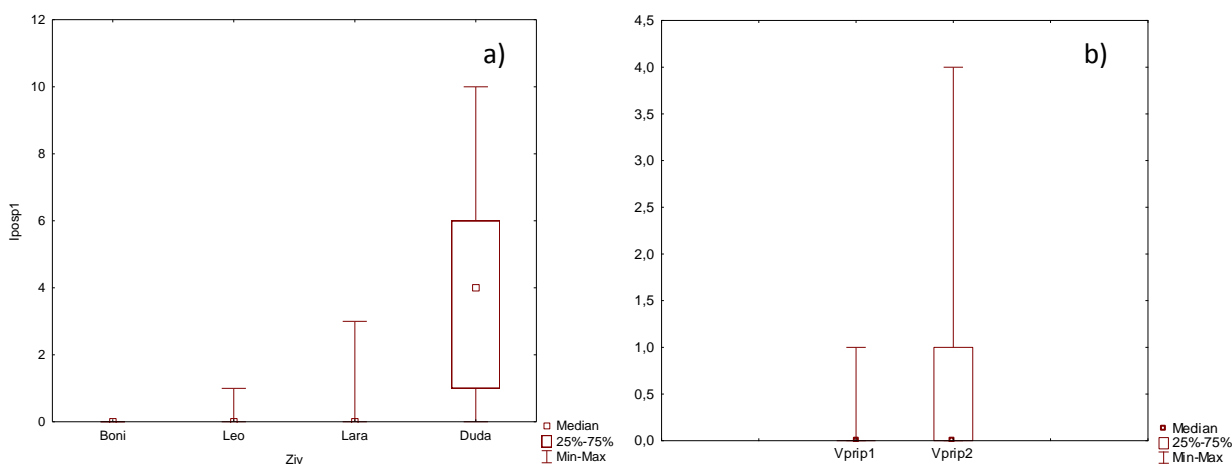 a)
12
10
8
6
4
2
0
Iposp1
Boni Leo Lara Duda
Ziv
Median
25%-75%
Min-Max
b)
4,5
4,0
3,5
3,0
2,5
2,0
1,5
1,0
0,5
0,0
Vprip1 Vprip2
Median
25%-75%
Min-Max